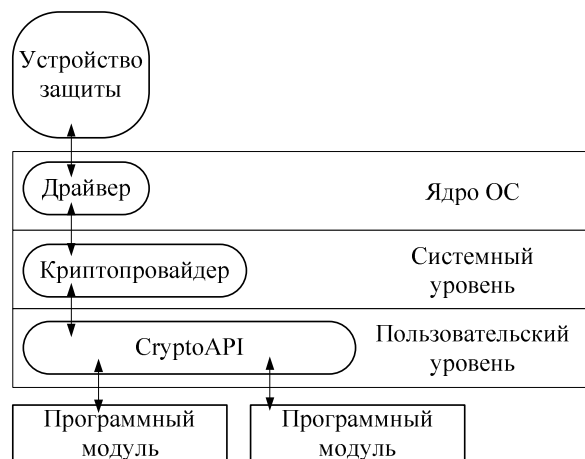 Устройство
защиты
Драйвер
Ядро ОС
Криптопровайдер
Системный
уровень
CryptoAPI
Пользовательский
уровень
Программный
модуль
Программный
модуль